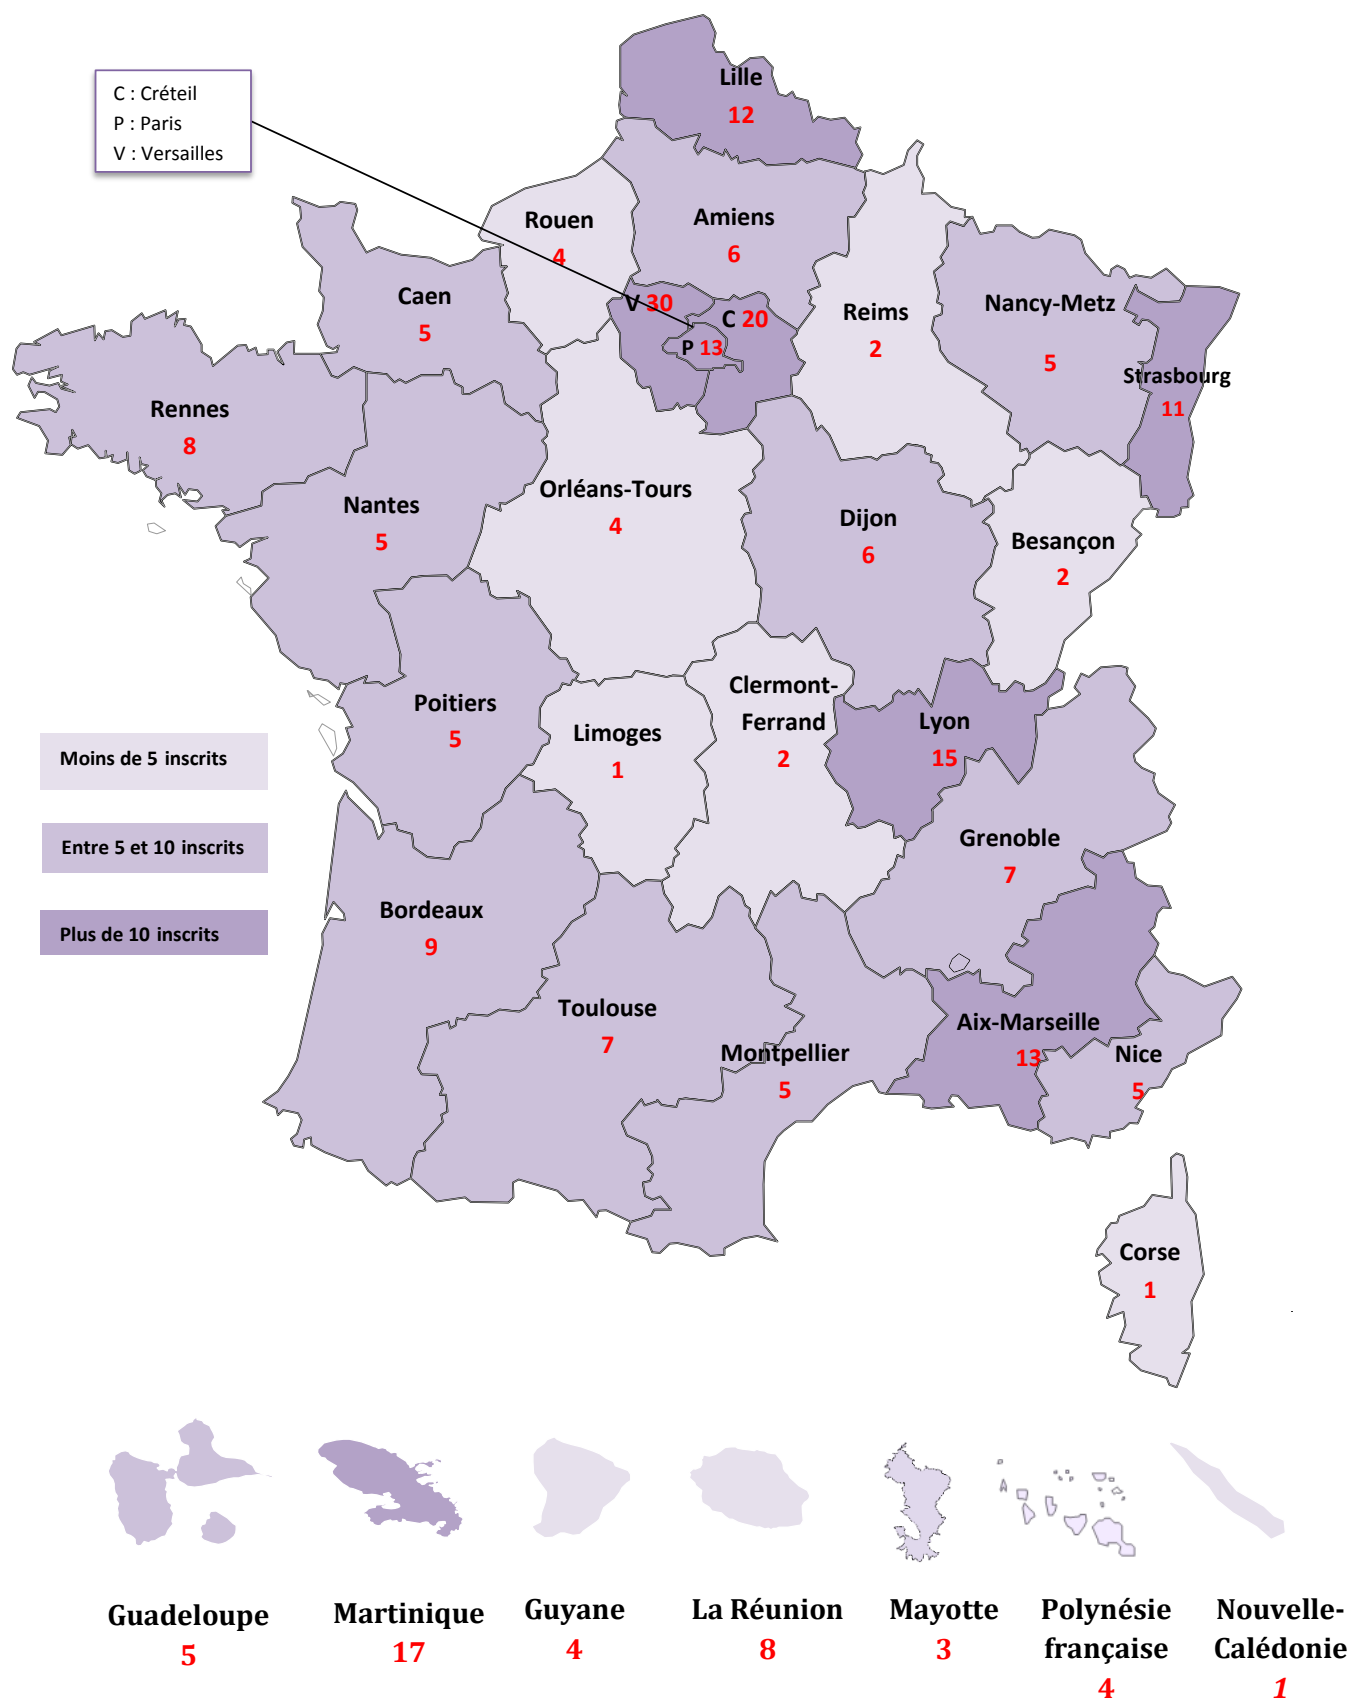 C : Créteil
P : Paris
V : Versailles
Lille
12
Rouen
4
Amiens
6
Caen
5
V 30
C 20
P 13
Reims
2
Nancy-Metz
5
Strasbourg
11
Rennes
8
Nantes
5
Orléans-Tours
4
Dijon
6
Besançon
2
Poitiers
5
Limoges
1
Clermont-
Ferrand
2
Lyon
15
Grenoble
7
Moins de 5 inscrits
Entre 5 et 10 inscrits
Plus de 10 inscrits
Bordeaux
9
Toulouse
7
Montpellier
5
Aix-Marseille
13
Nice
5
Corse
1
Guadeloupe
5
Martinique
17
Guyane
4
La Réunion
8
Mayotte
3
Polynésie
française
4
Nouvelle-
Calédonie
1